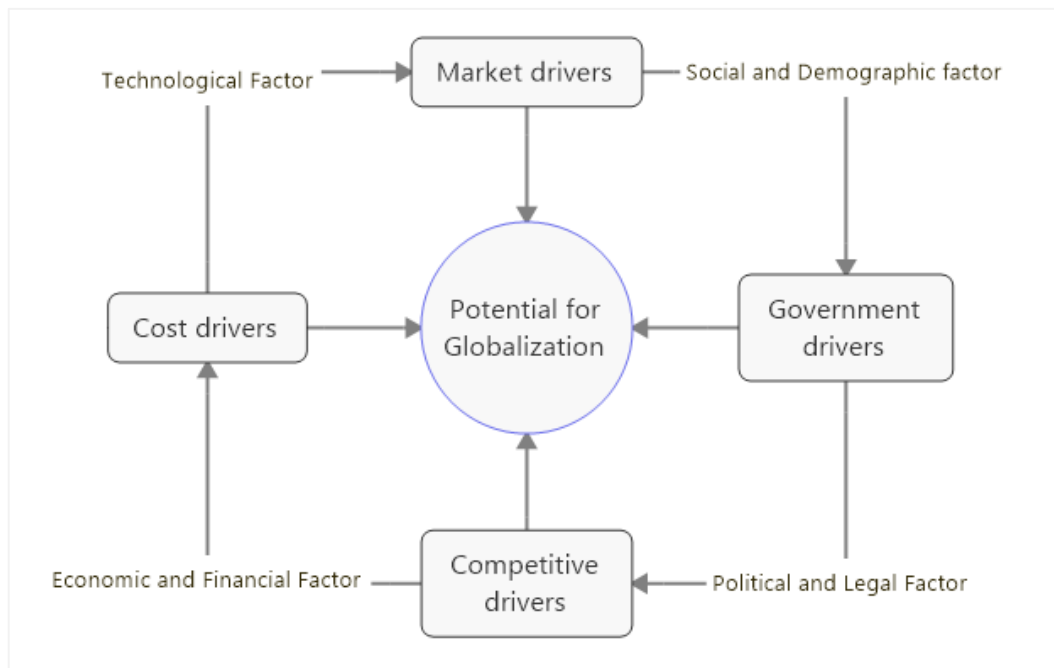 Market drivers
Technological Factor
Social and Demographic factor
Potential for
Globalization
Cost drivers
Government
drivers
Competitive
drivers
Economic and Financial Factor
Political and Legal Factor